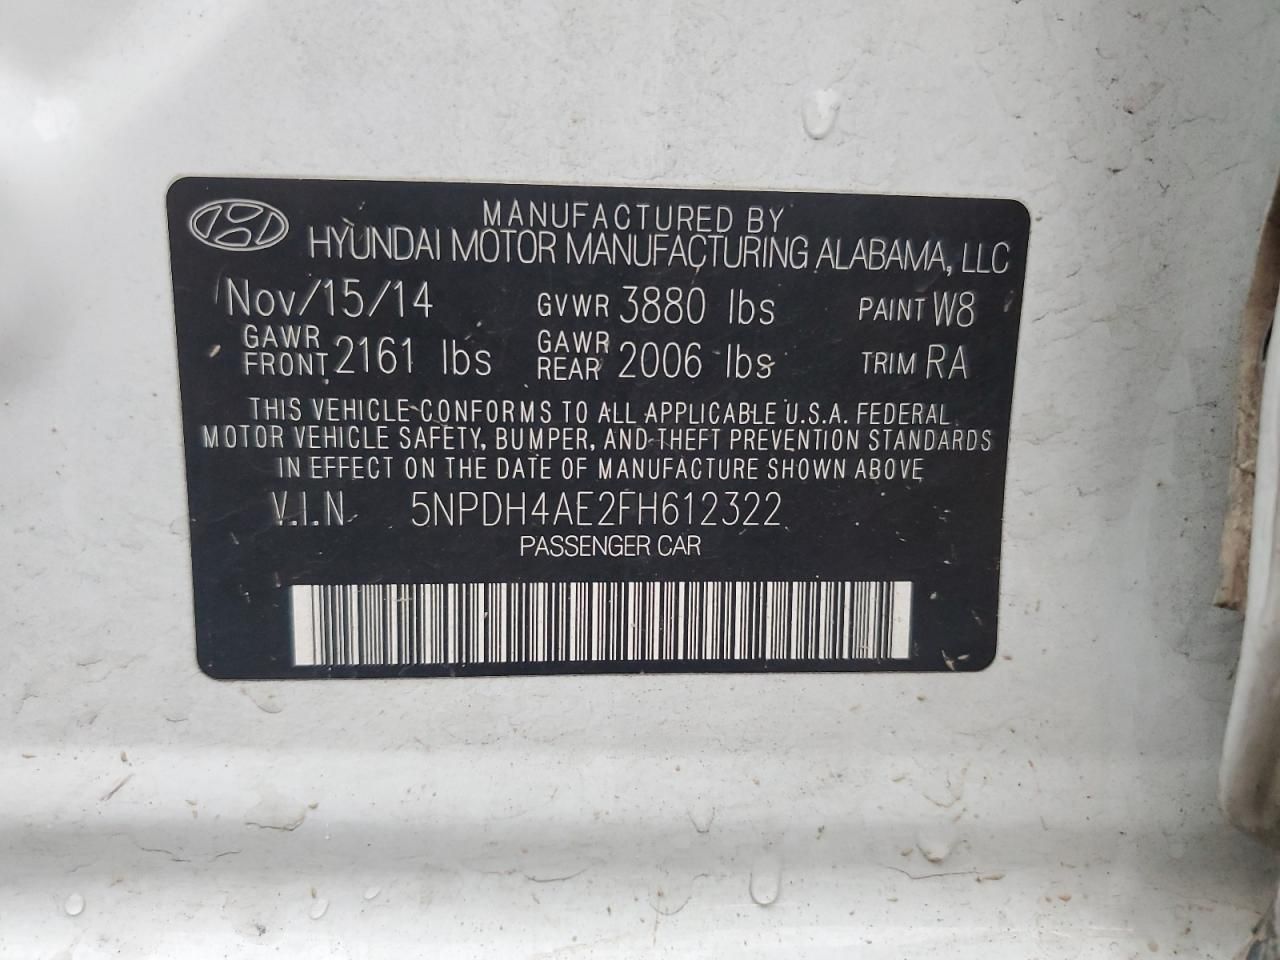 MANUFACTURED BY
HYUNDAI MOTOR MANUFACTURING ALABAMA, LLC
Nov/15/14 GVWR 3880 lbs PAINT W8
GAWR FRONT 2161 lbs GAWR REAR 2006 lbs TRIM RA
THIS VEHICLE CONFORMS TO ALL APPLICABLE U.S.A. FEDERAL
MOTOR VEHICLE SAFETY, BUMPER, AND THEFT PREVENTION STANDARDS
IN EFFECT ON THE DATE OF MANUFACTURE SHOWN ABOVE
V.I.N 5NPDH4AE2FH612322
PASSENGER CAR